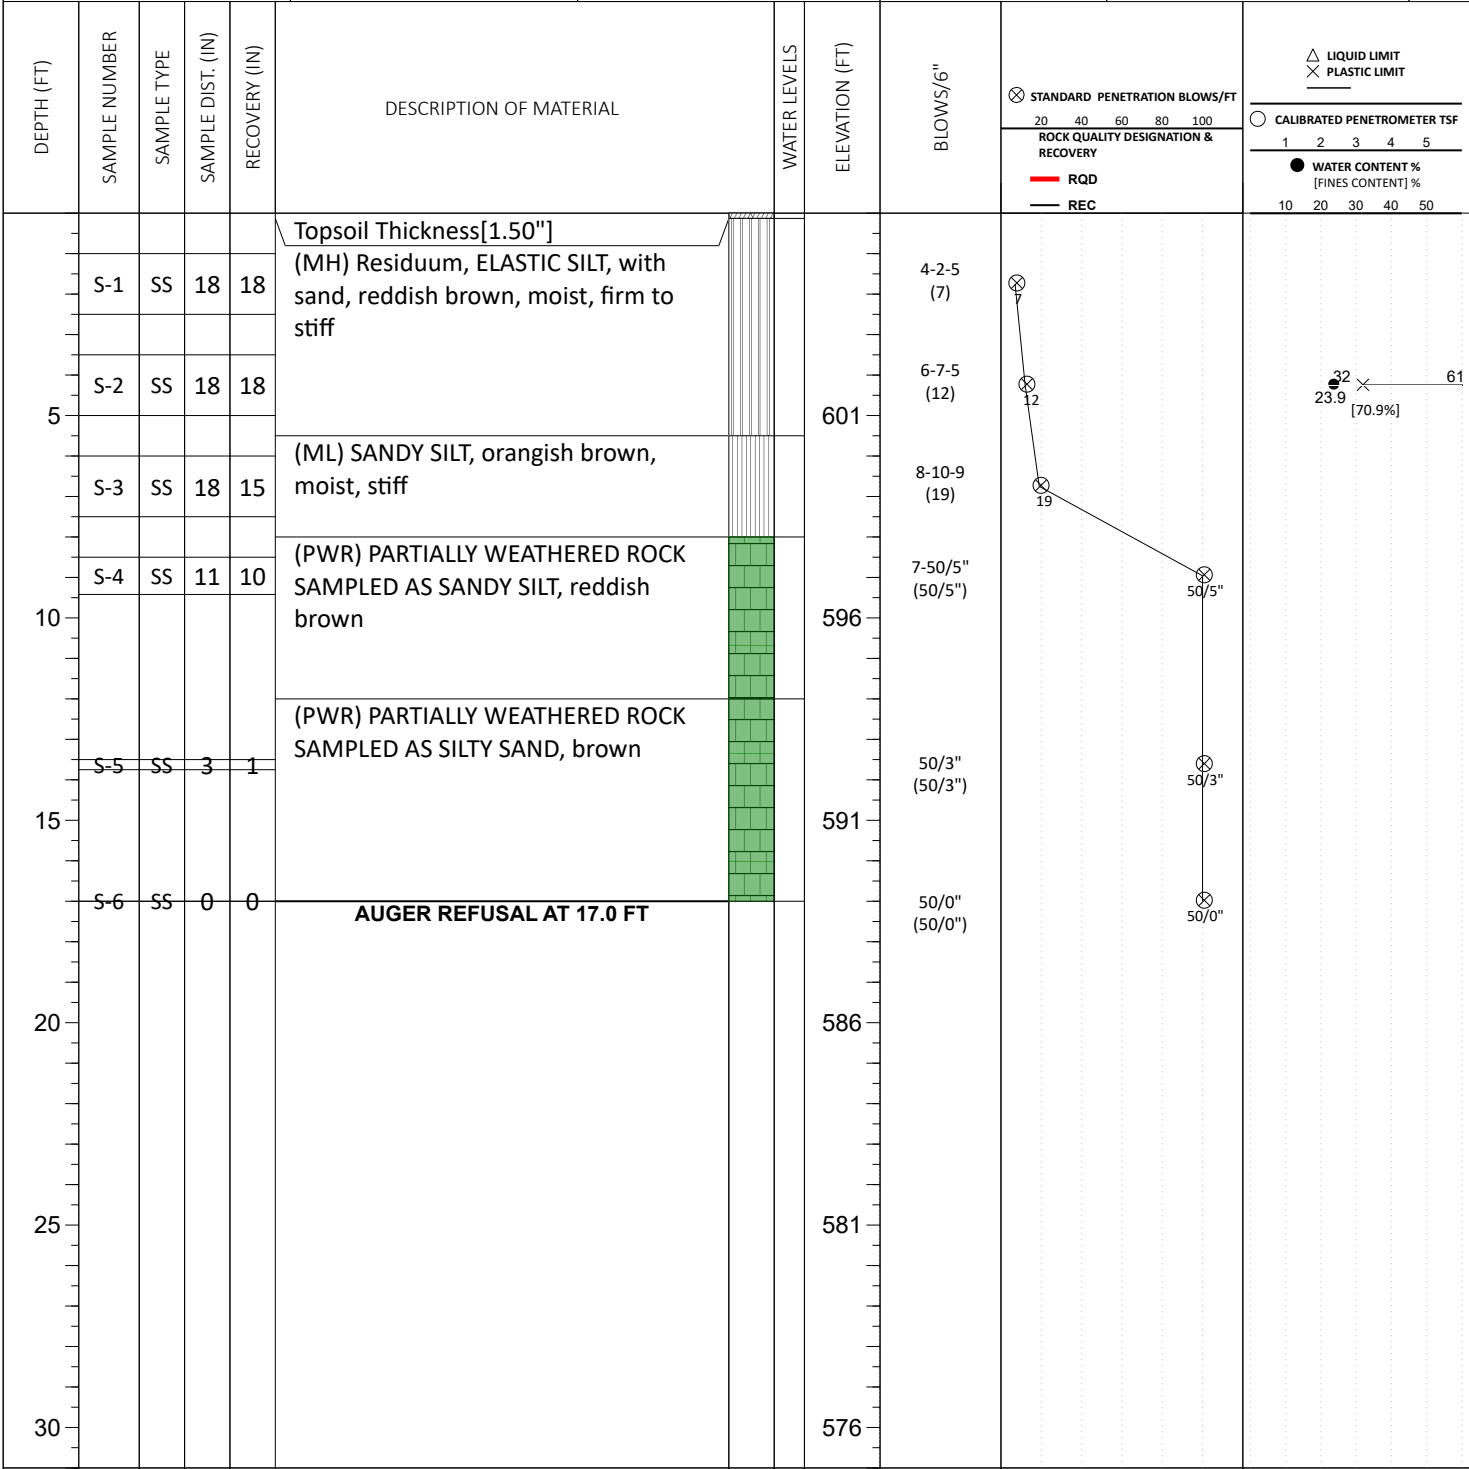 DEPTH (FT)
SAMPLE NUMBER
SAMPLE TYPE
SAMPLE DIST. (IN)
RECOVERY (IN)
DESCRIPTION OF MATERIAL
WATER LEVELS
ELEVATION (FT)
BLOWS/6"
STANDARD PENETRATION BLOWS/FT
20 40 60 80 100
ROCK QUALITY DESIGNATION &
RECOVERY
RQD
REC
LIQUID LIMIT
PLASTIC LIMIT
CALIBRATED PENETROMETER TSF
1 2 3 4 5
WATER CONTENT %
[FINES CONTENT] %
10 20 30 40 50
Topsoil Thickness[1.50"]
(MH) Residuum, ELASTIC SILT, with
sand, reddish brown, moist, firm to
stiff
S-1 SS 18 18
4-2-5
(7)
7
S-2 SS 18 18
6-7-5
(12)
12
32
61
23.9
[70.9%]
5
601
(ML) SANDY SILT, orangish brown,
moist, stiff
S-3 SS 18 15
8-10-9
(19)
19
(PWR) PARTIALLY WEATHERED ROCK
SAMPLED AS SANDY SILT, reddish
brown
S-4 SS 11 10
7-50/5"
(50/5")
50/5"
10
596
(PWR) PARTIALLY WEATHERED ROCK
SAMPLED AS SILTY SAND, brown
S-5 SS 3 1
50/3"
(50/3")
50/3"
15
591
S-6 SS 0 0
AUGER REFUSAL AT 17.0 FT
50/0"
(50/0")
50/0"
20
586
25
581
30
576